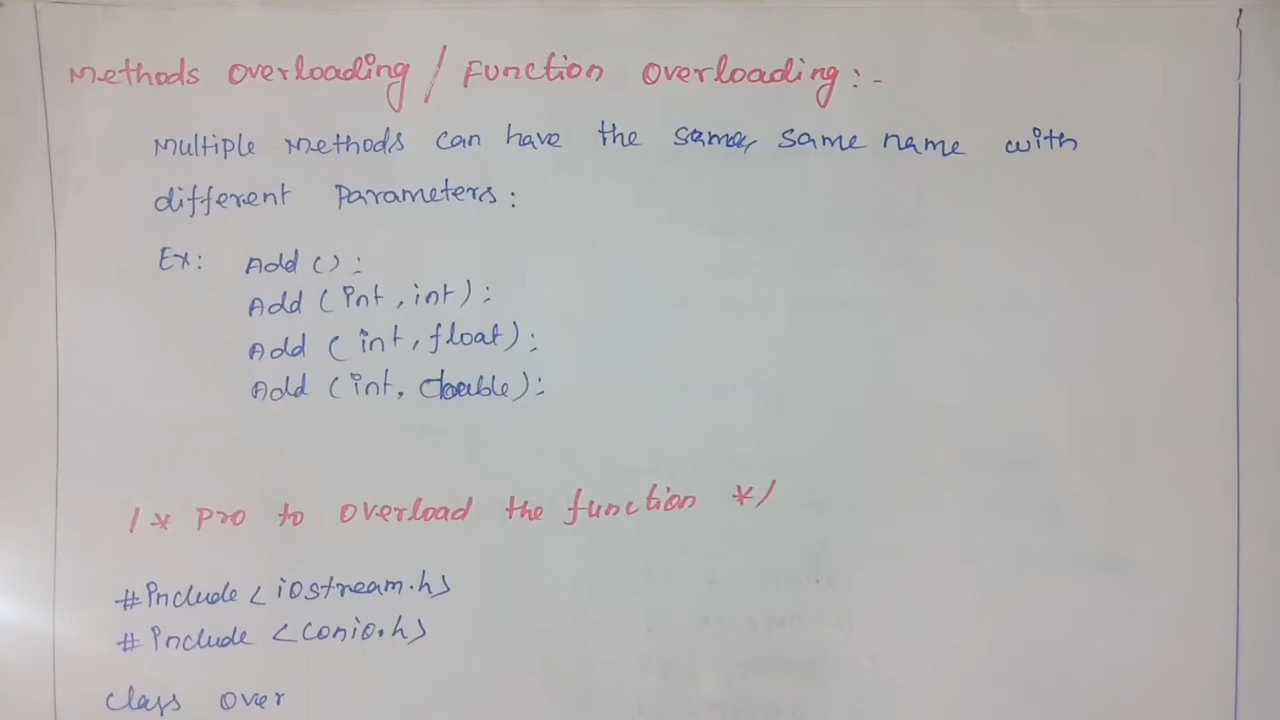 Methods overloading / Function overloading :-
Multiple Methods can have the same, same name with
different parameters :
Ex: Add () ;
Add (int, int) ;
Add (int, float) ;
Add (int, double) ;
/* Pro to overload the function */
#include <iostream.h>
#include <conio.h>
class over